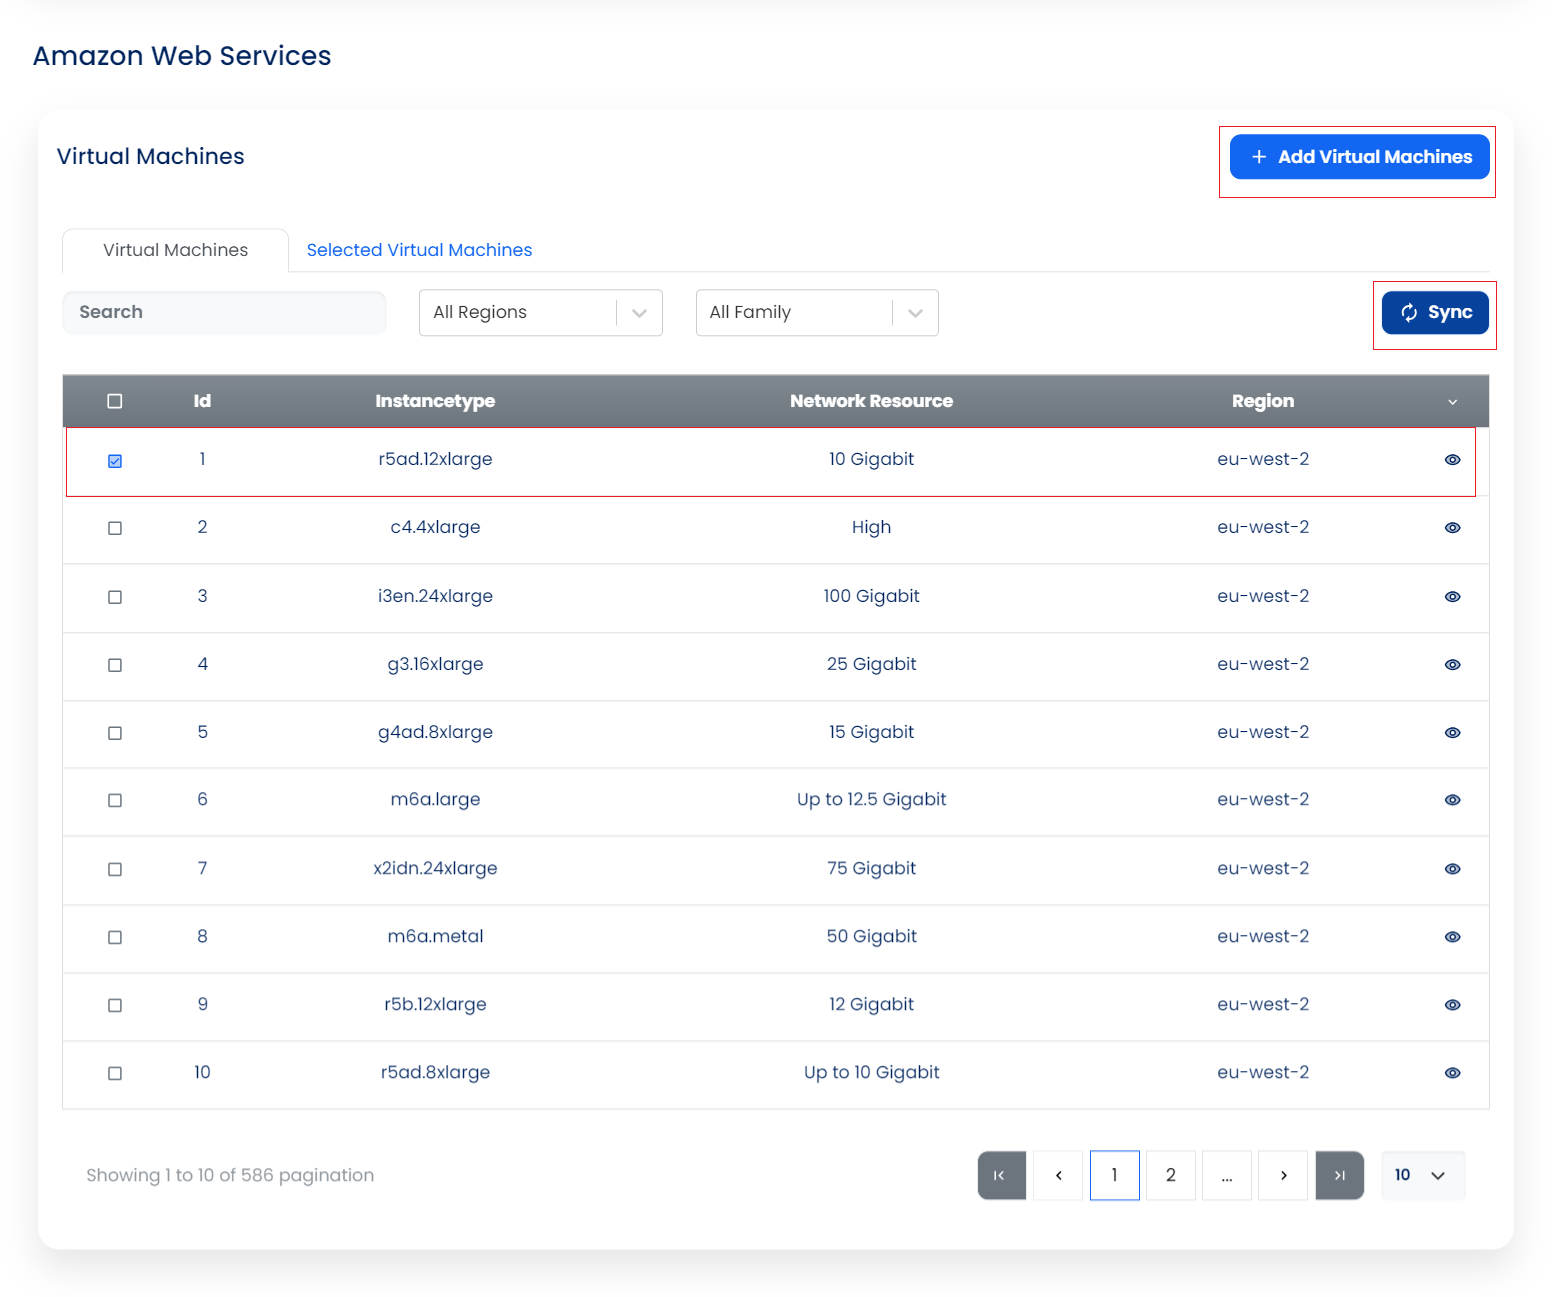 Amazon Web Services
Virtual Machines
+ Add Virtual Machines
Virtual Machines Selected Virtual Machines
Search All Regions All Family Sync
Id Instancetype Network Resource Region
1 r5ad.12xlarge 10 Gigabit eu-west-2
2 c4.4xlarge High eu-west-2
3 i3en.24xlarge 100 Gigabit eu-west-2
4 g3.16xlarge 25 Gigabit eu-west-2
5 g4ad.8xlarge 15 Gigabit eu-west-2
6 m6a.large Up to 12.5 Gigabit eu-west-2
7 x2idn.24xlarge 75 Gigabit eu-west-2
8 m6a.metal 50 Gigabit eu-west-2
9 r5b.12xlarge 12 Gigabit eu-west-2
10 r5ad.8xlarge Up to 10 Gigabit eu-west-2
Showing 1 to 10 of 586 pagination 1 2 ... 10